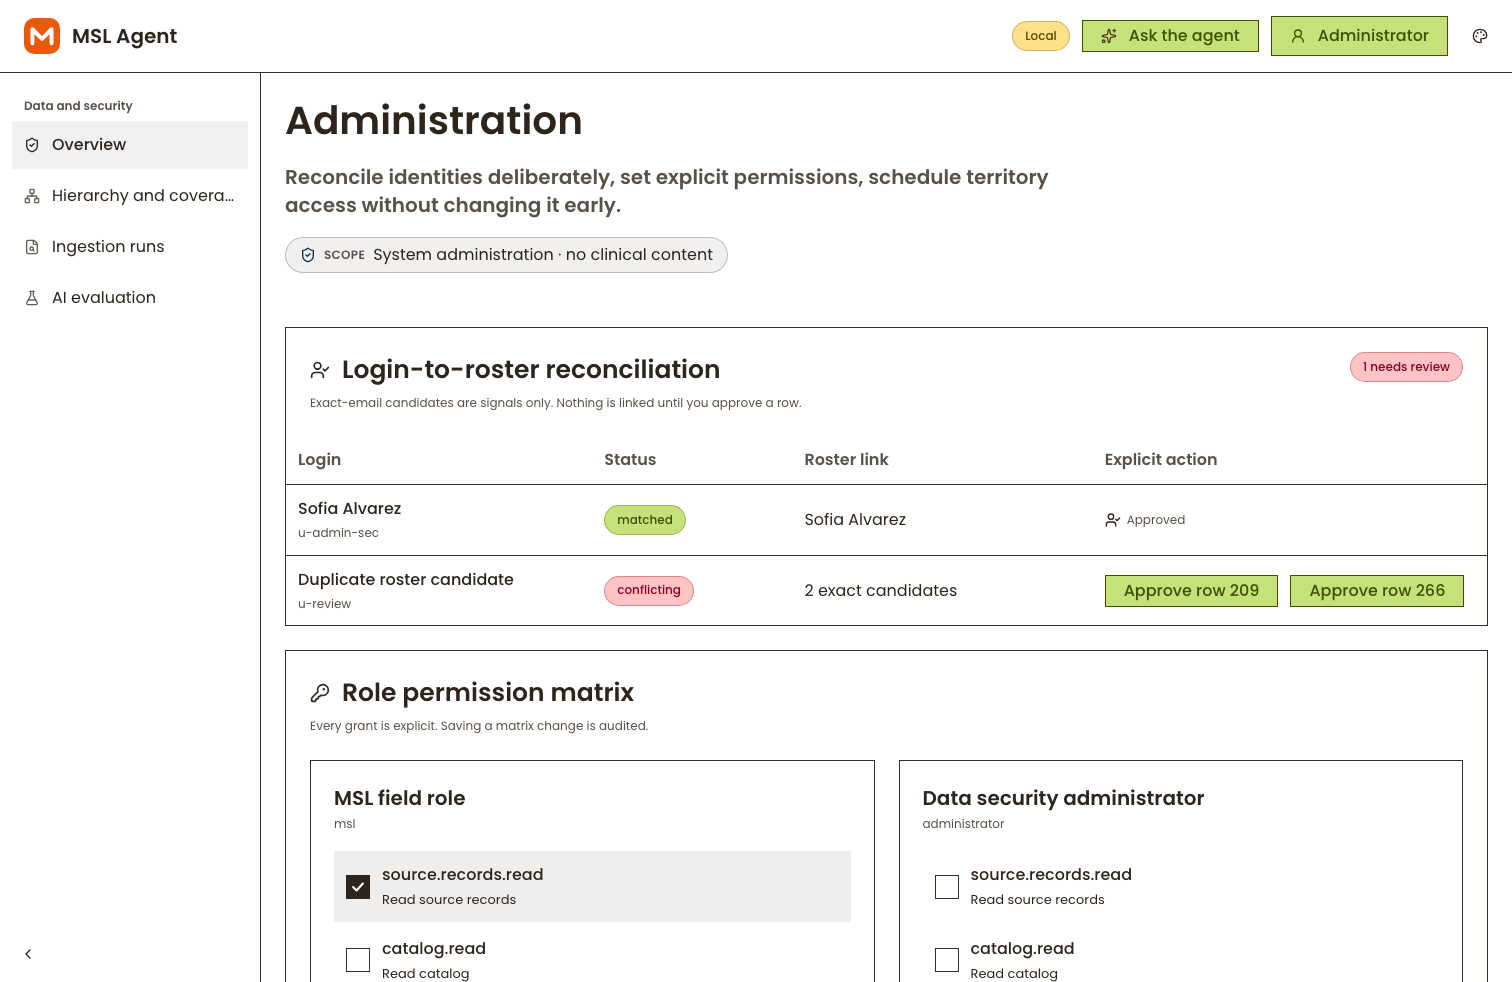 MSL Agent
Local
Ask the agent
Administrator
Data and security
Overview
Hierarchy and covera...
Ingestion runs
AI evaluation
Administration
Reconcile identities deliberately, set explicit permissions, schedule territory
access without changing it early.
SCOPE System administration · no clinical content
Login-to-roster reconciliation
1 needs review
Exact-email candidates are signals only. Nothing is linked until you approve a row.
Login Status Roster link Explicit action
Sofia Alvarez
u-admin-sec
matched
Sofia Alvarez
Approved
Duplicate roster candidate
u-review
conflicting
2 exact candidates
Approve row 209
Approve row 266
Role permission matrix
Every grant is explicit. Saving a matrix change is audited.
MSL field role
msl
source.records.read
Read source records
catalog.read
Read catalog
Data security administrator
administrator
source.records.read
Read source records
catalog.read
Read catalog